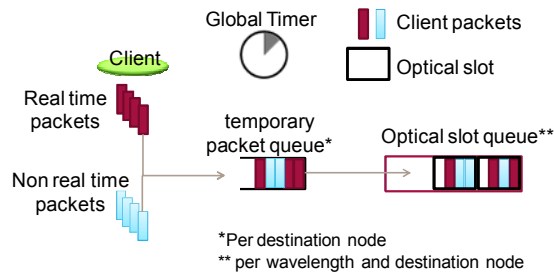 Global Timer
Client packets
Optical slot
Client
Real time
packets
temporary
packet queue*
Optical slot queue**
Non real time
packets
*Per destination node
** per wavelength and destination node